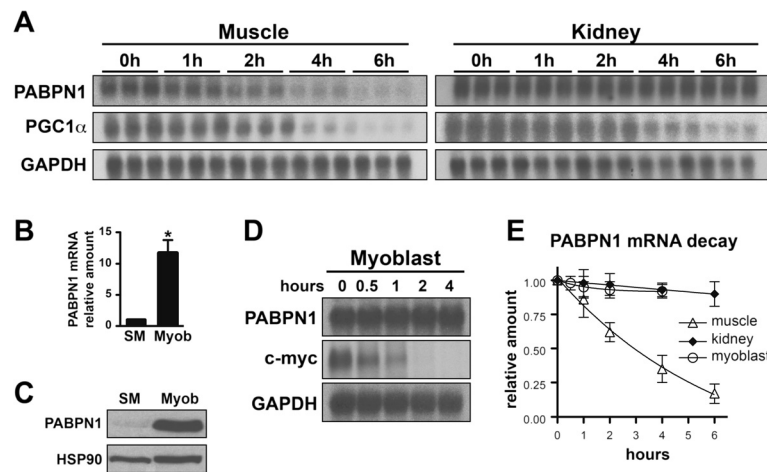 A
Muscle
Kidney
0h 1h 2h 4h 6h
0h 1h 2h 4h 6h
PABPN1
PGC1α
GAPDH
B
PABPN1 mRNA
relative amount
15
10
5
0
*
SM Myob
C
SM Myob
PABPN1
HSP90
D
Myoblast
hours 0 0.5 1 2 4
PABPN1
c-myc
GAPDH
E
PABPN1 mRNA decay
relative amount
1.00
0.75
0.50
0.25
0.00
muscle
kidney
myoblast
0 1 2 3 4 5 6
hours